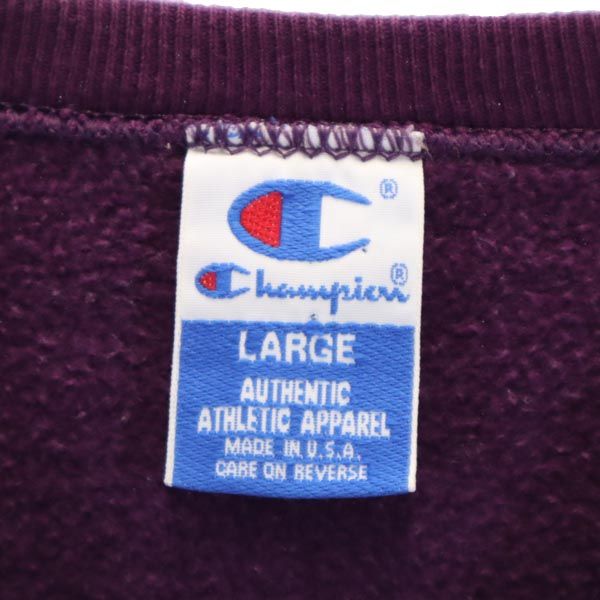 ®
Champion®
LARGE
AUTHENTIC
ATHLETIC APPAREL
MADE IN U.S.A.
CARE ON REVERSE